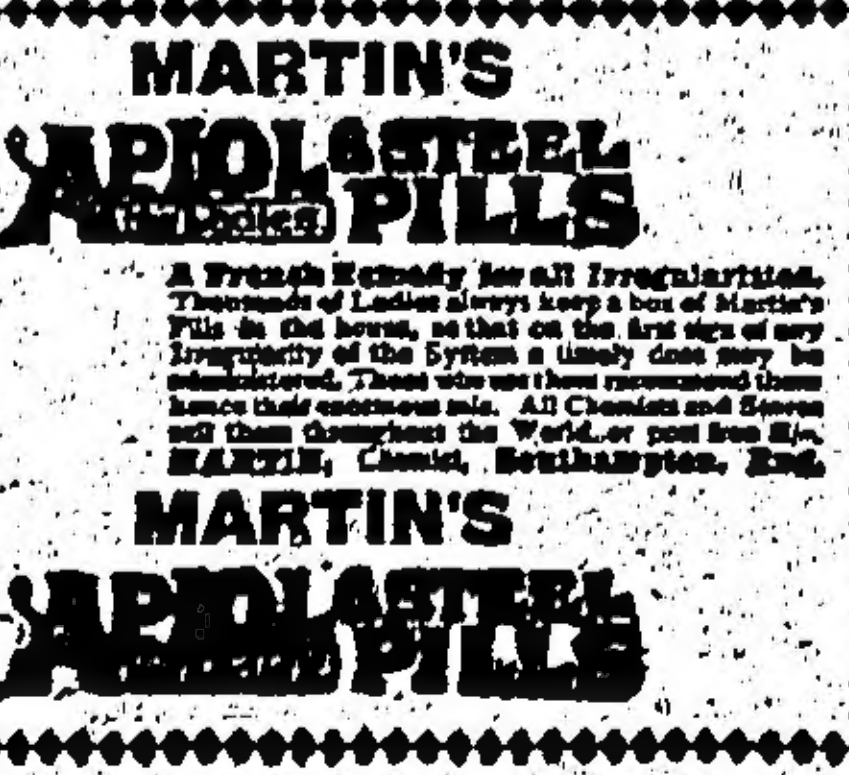 MARTIN'S
APIOL & STEEL
For Ladies. PILLS
A French Remedy for all Irregularities.
Thousands of Ladies always keep a box of Martin's
Pills in the house, so that on the first sign of any
Irregularity of the System a timely dose may be
administered. Those who use them recommend them
hence their enormous sale. All Chemists and Stores
sell them throughout the World, or post free
MARTIN, Chemist, Southampton, Eng.
MARTIN'S
APIOL & STEEL
PILLS